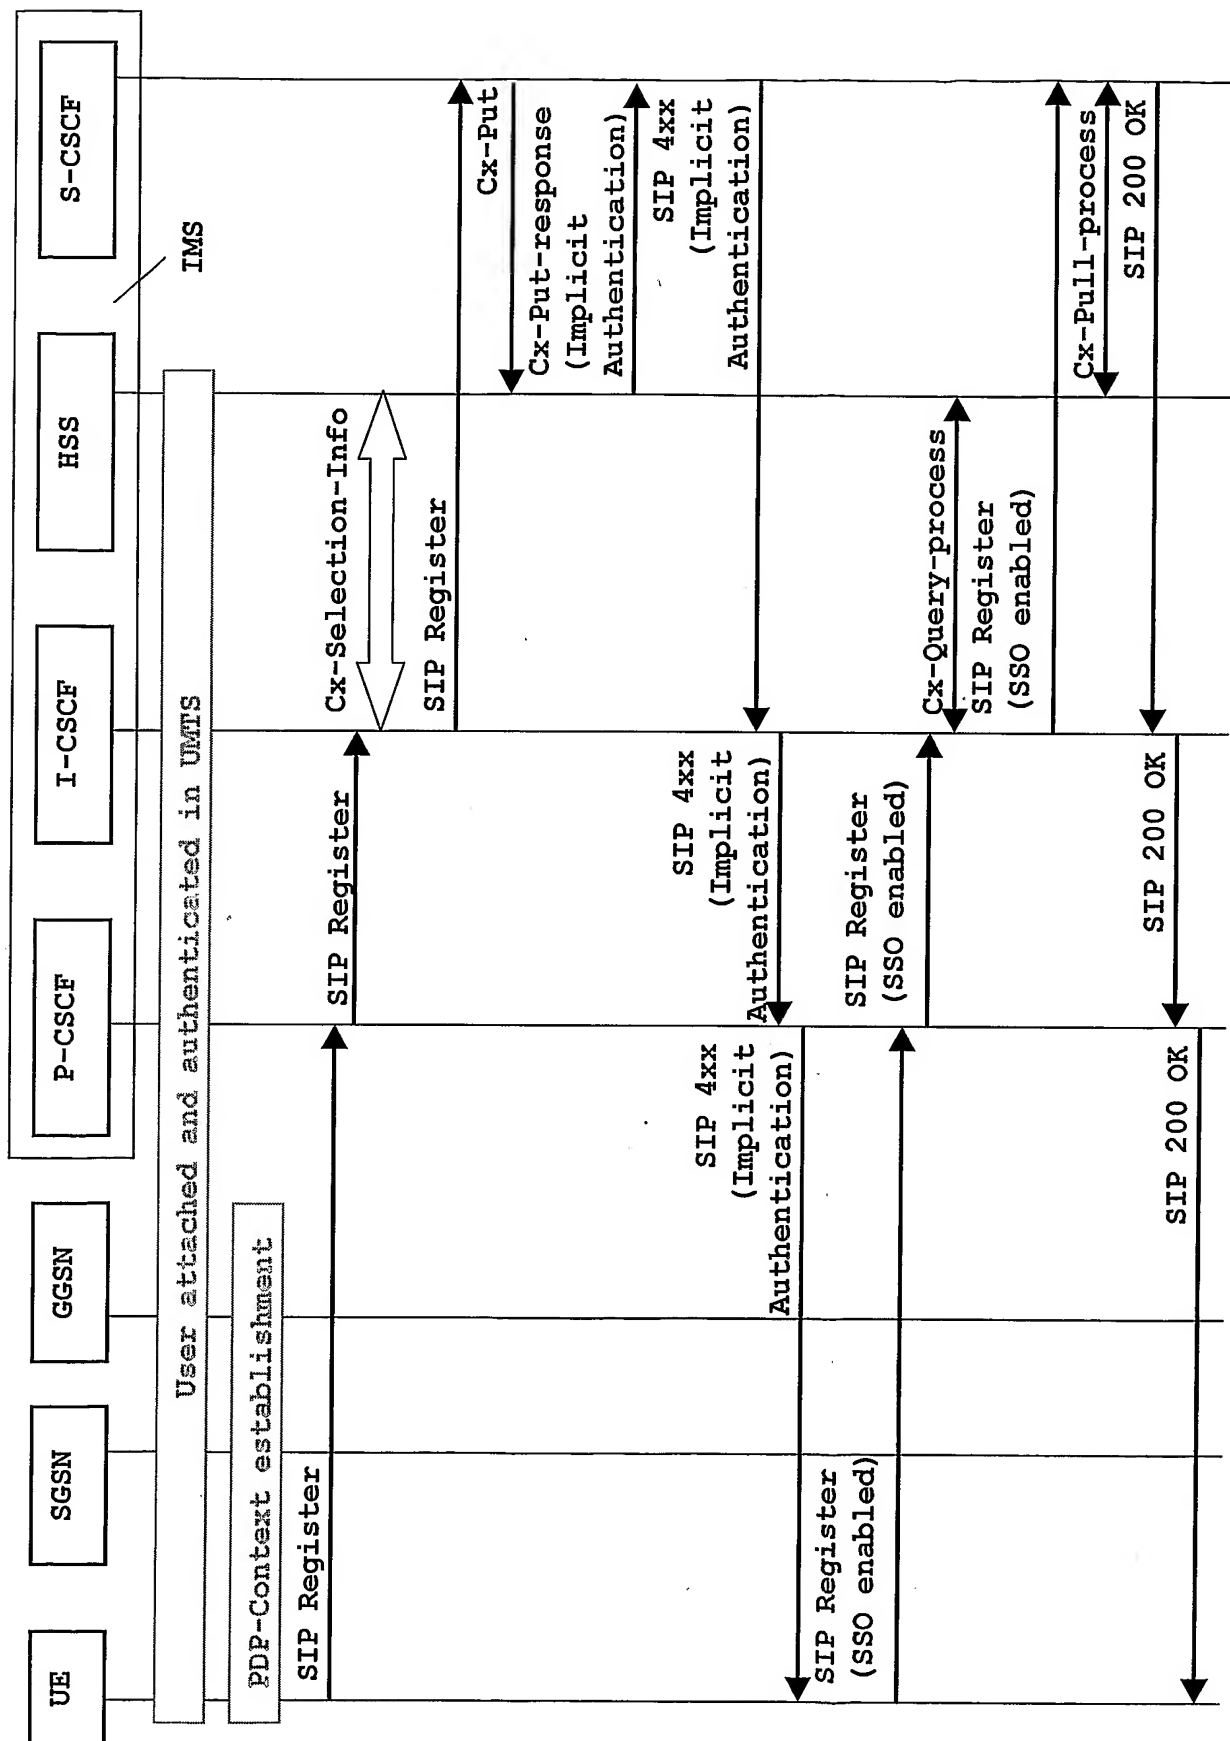 UE
SGSN
GGSN
P-CSCF
I-CSCF
HSS
S-CSCF
IMS
User attached and authenticated in UMTS
PDP-Context establishment
SIP Register
SIP Register
Cx-Selection-Info
SIP Register
Cx-Put
Cx-Put-response
(Implicit
Authentication)
SIP 4xx
(Implicit
Authentication)
SIP 4xx
(Implicit
Authentication)
SIP 4xx
(Implicit
Authentication)
SIP Register
(SSO enabled)
SIP Register
(SSO enabled)
Cx-Query-process
SIP Register
(SSO enabled)
Cx-Pull-process
SIP 200 OK
SIP 200 OK
SIP 200 OK